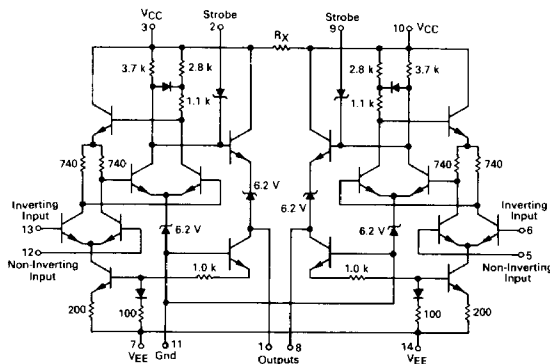 VCC Strobe Strobe VCC
3 2 RX 9 10
3.7 k 2.8 k 2.8 k 3.7 k
1.1 k 1.1 k
740 740 740 740
6.2 V
Inverting Input 6.2 V 6.2 V Inverting Input
13 6
12 5
Non-Inverting Input Non-Inverting Input
1.0 k 1.0 k
200 100 100 200
7 11 1 8 14
VEE Gnd Outputs VEE